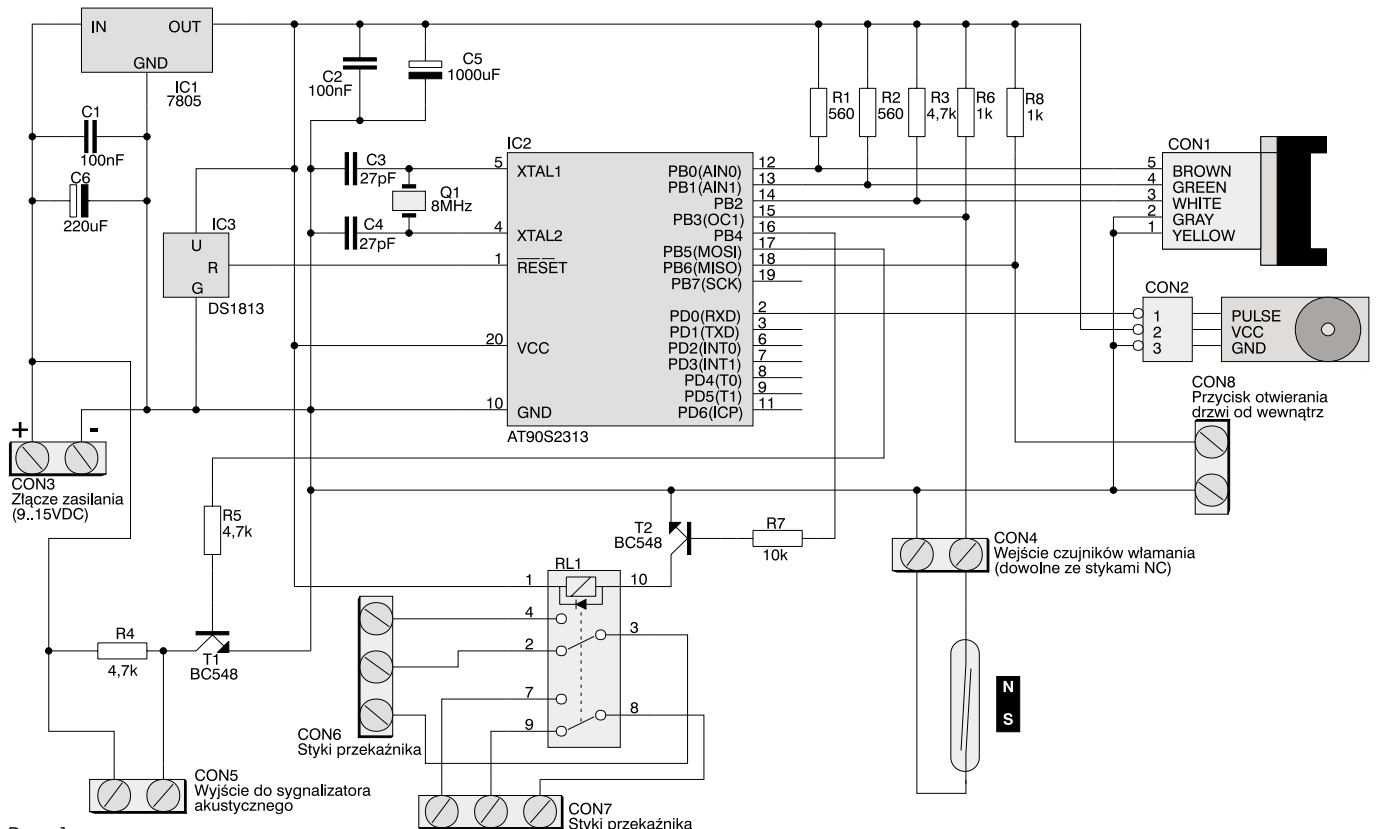 IN OUT
GND
IC1
7805
C1
100nF
C6
220uF
C2
100nF
C5
1000uF
IC3
U
R
G
DS1813
C3
27pF
C4
27pF
Q1
8MHz
IC2
5 XTAL1
4 XTAL2
1 RESET
20 VCC
10 GND
PB0(AIN0) 12
PB1(AIN1) 13
PB2 14
PB3(OC1) 15
PB4 16
PB5(MOSI) 17
PB6(MISO) 18
PB7(SCK) 19
PD0(RXD) 2
PD1(TXD) 3
PD2(INT0) 6
PD3(INT1) 7
PD4(T0) 8
PD5(T1) 9
PD6(ICP) 11
AT90S2313
R1
560
R2
560
R3
4,7k
R6
1k
R8
1k
CON1
5 BROWN
4 GREEN
3 WHITE
2 GRAY
1 YELLOW
CON2
1 PULSE
2 VCC
3 GND
CON8
Przycisk otwierania
drzwi od wewnątrz
+ -
CON3
Złącze zasilania
(9..15VDC)
R5
4,7k
R4
4,7k
T1
BC548
T2
BC548
R7
10k
RL1
1 10
4
3
2
7
8
9
CON4
Wejście czujników włamania
(dowolne ze stykami NC)
N
S
CON6
Styki przekaźnika
CON5
Wyjście do sygnalizatora
akustycznego
CON7
Styki przekaźnika